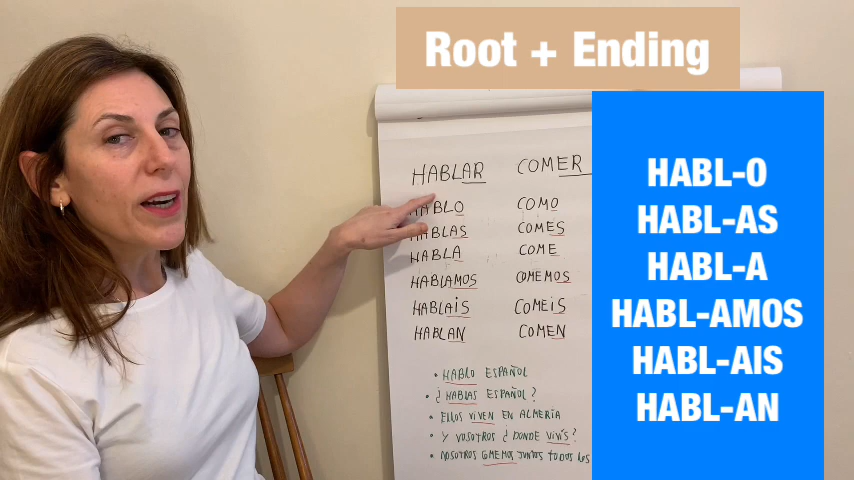 Root + Ending
HABLAR COMER
HABLO COMO
HABLAS COMES
HABLA COME
HABLAMOS COMEMOS
HABLAIS COMEIS
HABLAN COMEN
• HABLO ESPAÑOL
• ¿ HABLAS ESPAÑOL ?
• ELLOS VIVEN EN ALMERÍA
• Y VOSOTROS ¿ DONDE VIVÍS ?
• NOSOTROS COMEMOS JUNTOS TODOS LOS
HABL-O
HABL-AS
HABL-A
HABL-AMOS
HABL-AIS
HABL-AN